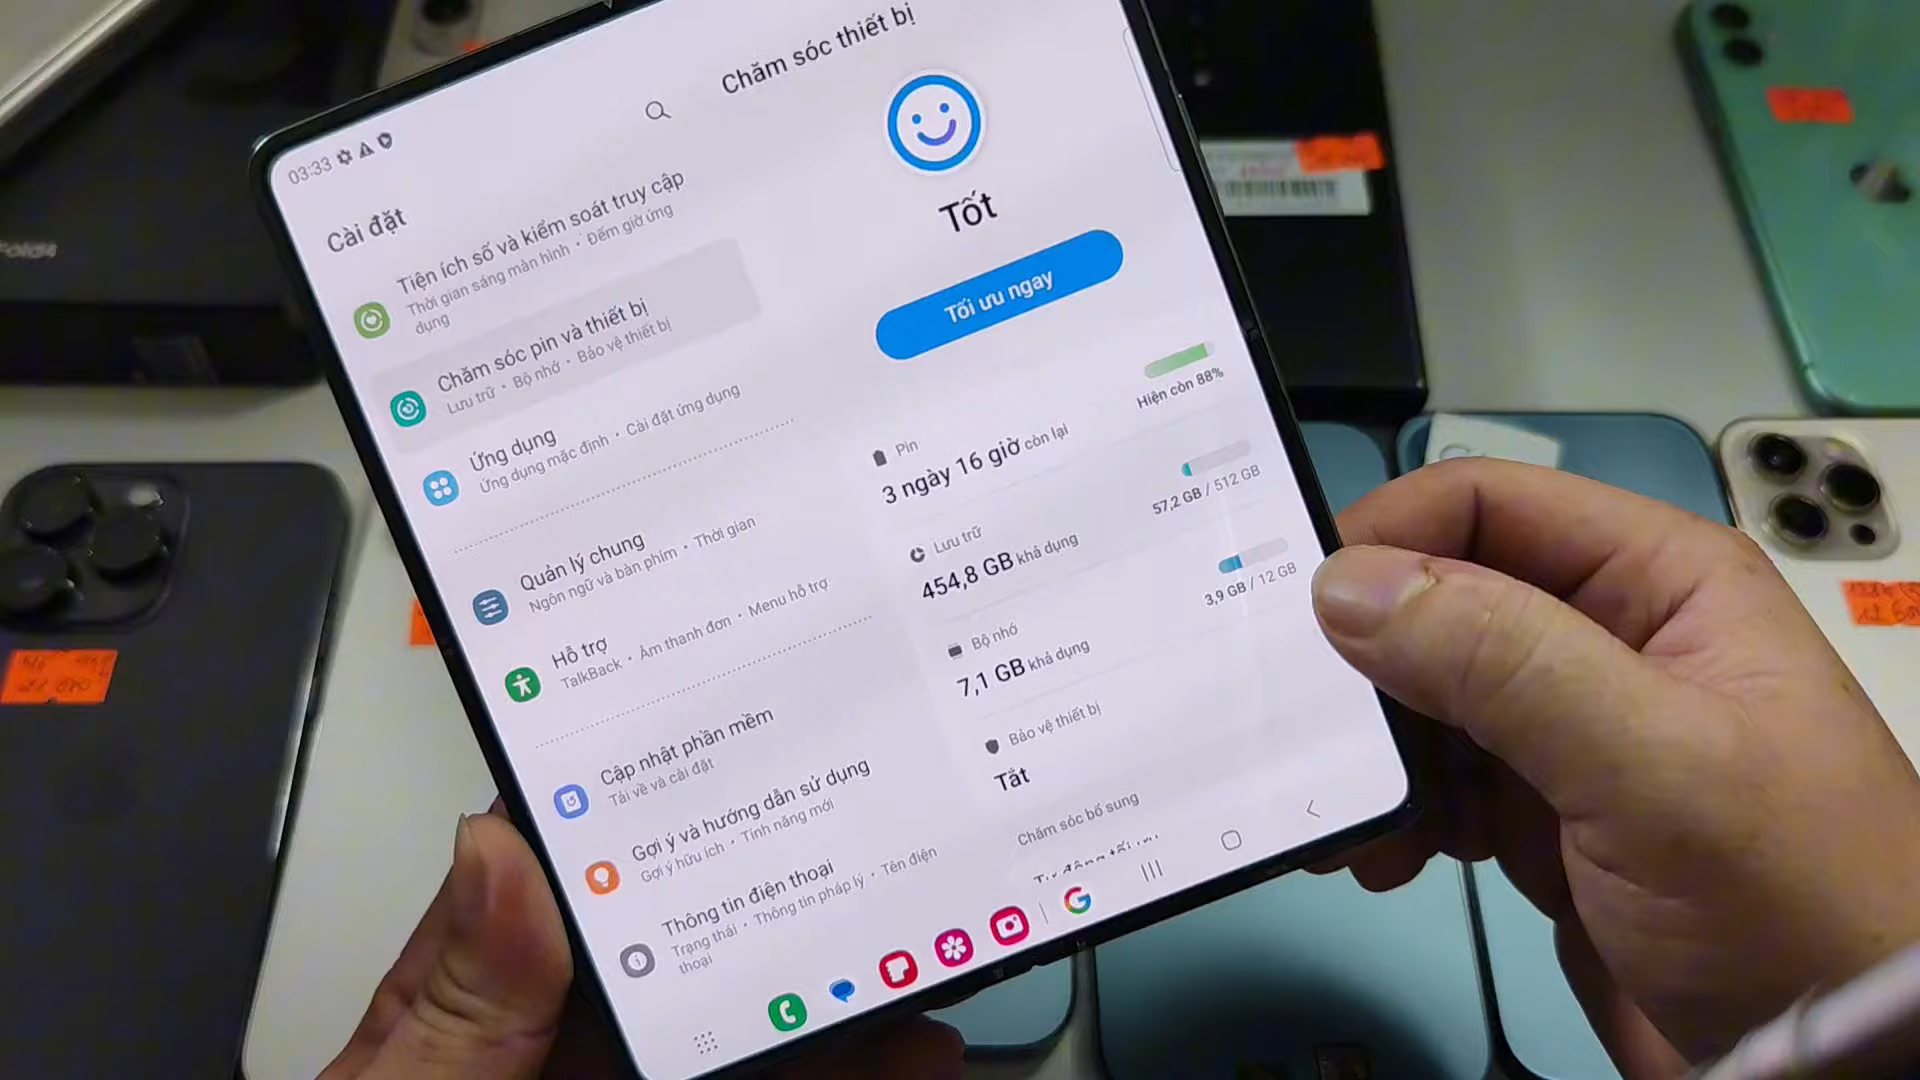 03:33
Cài đặt
Tiện ích số và kiểm soát truy cập
Thời gian sáng màn hình • Đếm giờ ứng
dụng
Chăm sóc pin và thiết bị
Lưu trữ • Bộ nhớ • Bảo vệ thiết bị
Ứng dụng
Ứng dụng mặc định • Cài đặt ứng dụng
Quản lý chung
Ngôn ngữ và bàn phím • Thời gian
Hỗ trợ
TalkBack • Âm thanh đơn • Menu hỗ trợ
Cập nhật phần mềm
Tải về và cài đặt
Gợi ý và hướng dẫn sử dụng
Gợi ý hữu ích • Tính năng mới
Thông tin điện thoại
Trạng thái • Thông tin pháp lý • Tên điện
thoại
Chăm sóc thiết bị
Tốt
Tối ưu ngay
Pin
3 ngày 16 giờ còn lại
Hiện còn 88%
Lưu trữ
454,8 GB khả dụng
57,2 GB / 512 GB
Bộ nhớ
7,1 GB khả dụng
3,9 GB / 12 GB
Bảo vệ thiết bị
Tắt
Chăm sóc bổ sung
Fold4